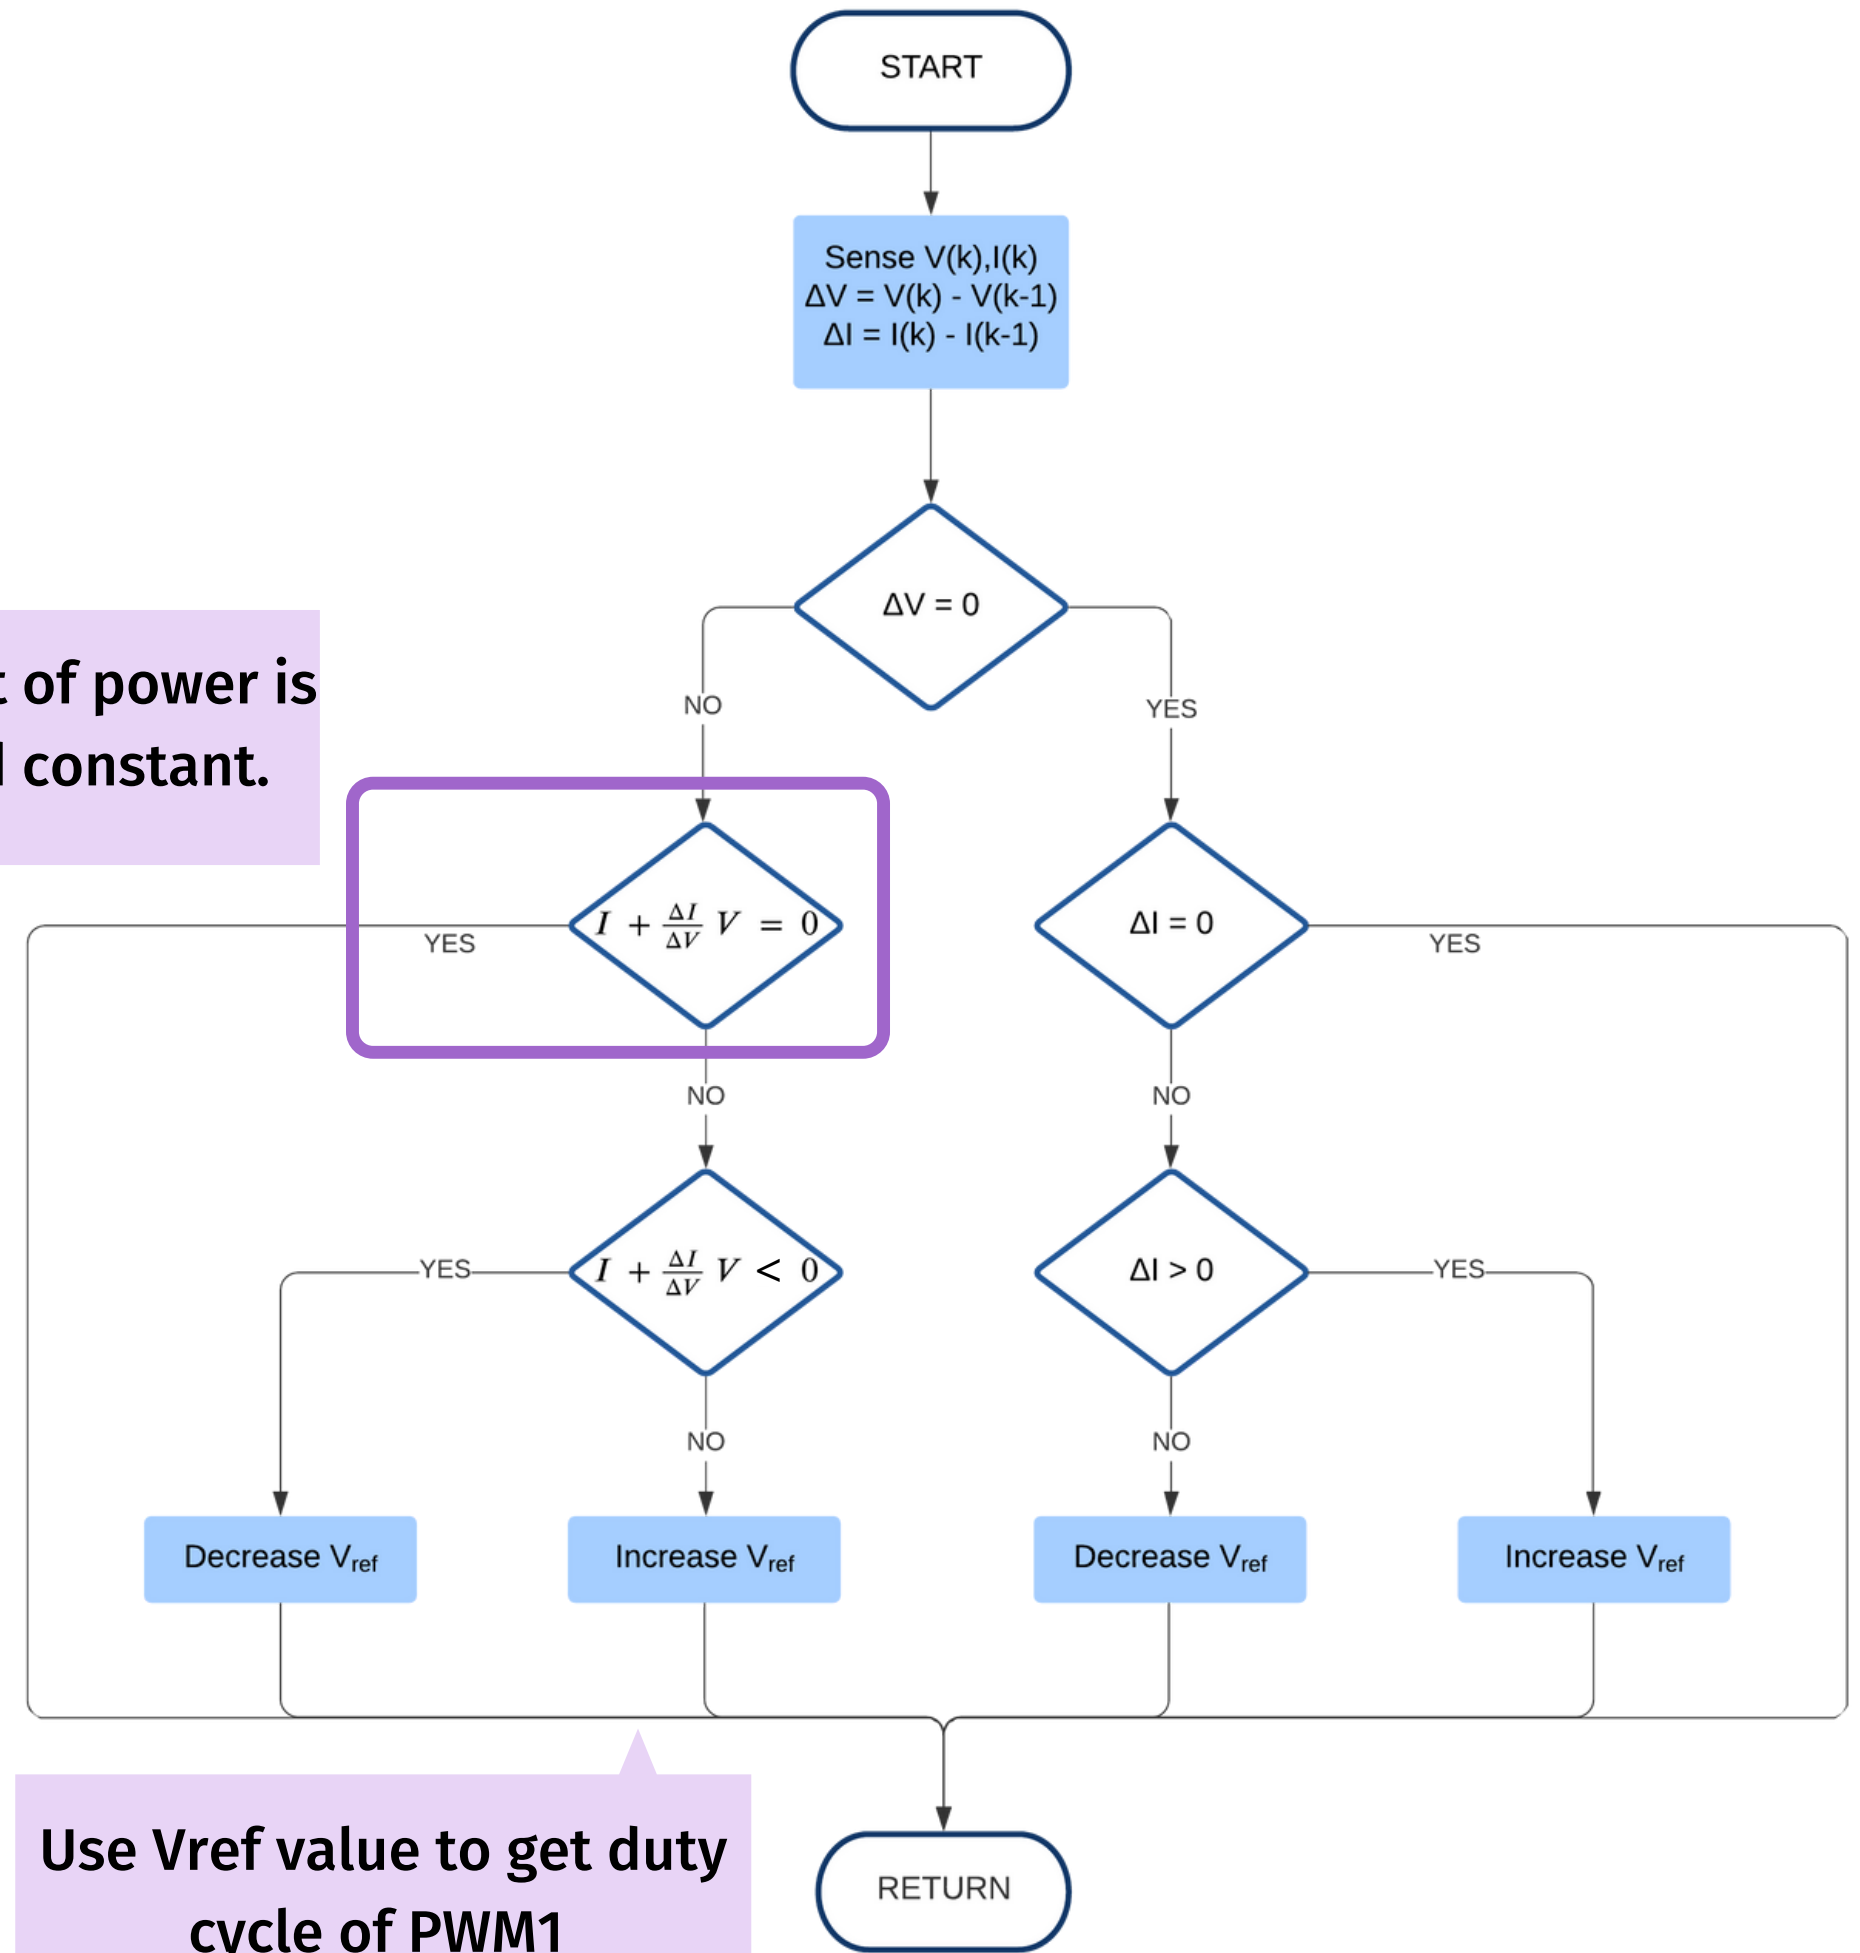 START
Sense V(k),I(k)
ΔV = V(k) - V(k-1)
ΔI = I(k) - I(k-1)
ΔV = 0
NO
YES
of power is
constant.
I + ΔI/ΔV V = 0
YES
ΔI = 0
YES
NO
NO
I + ΔI/ΔV V < 0
YES
ΔI > 0
YES
NO
NO
Decrease Vref
Increase Vref
Decrease Vref
Increase Vref
Use Vref value to get duty
cycle of PWM1
RETURN